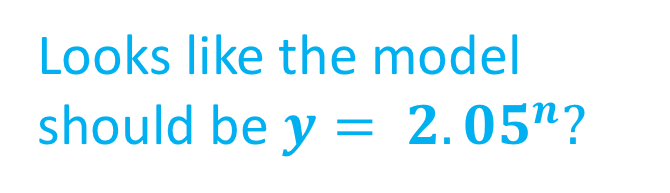 Looks like the model
should be y = 2.05ⁿ?